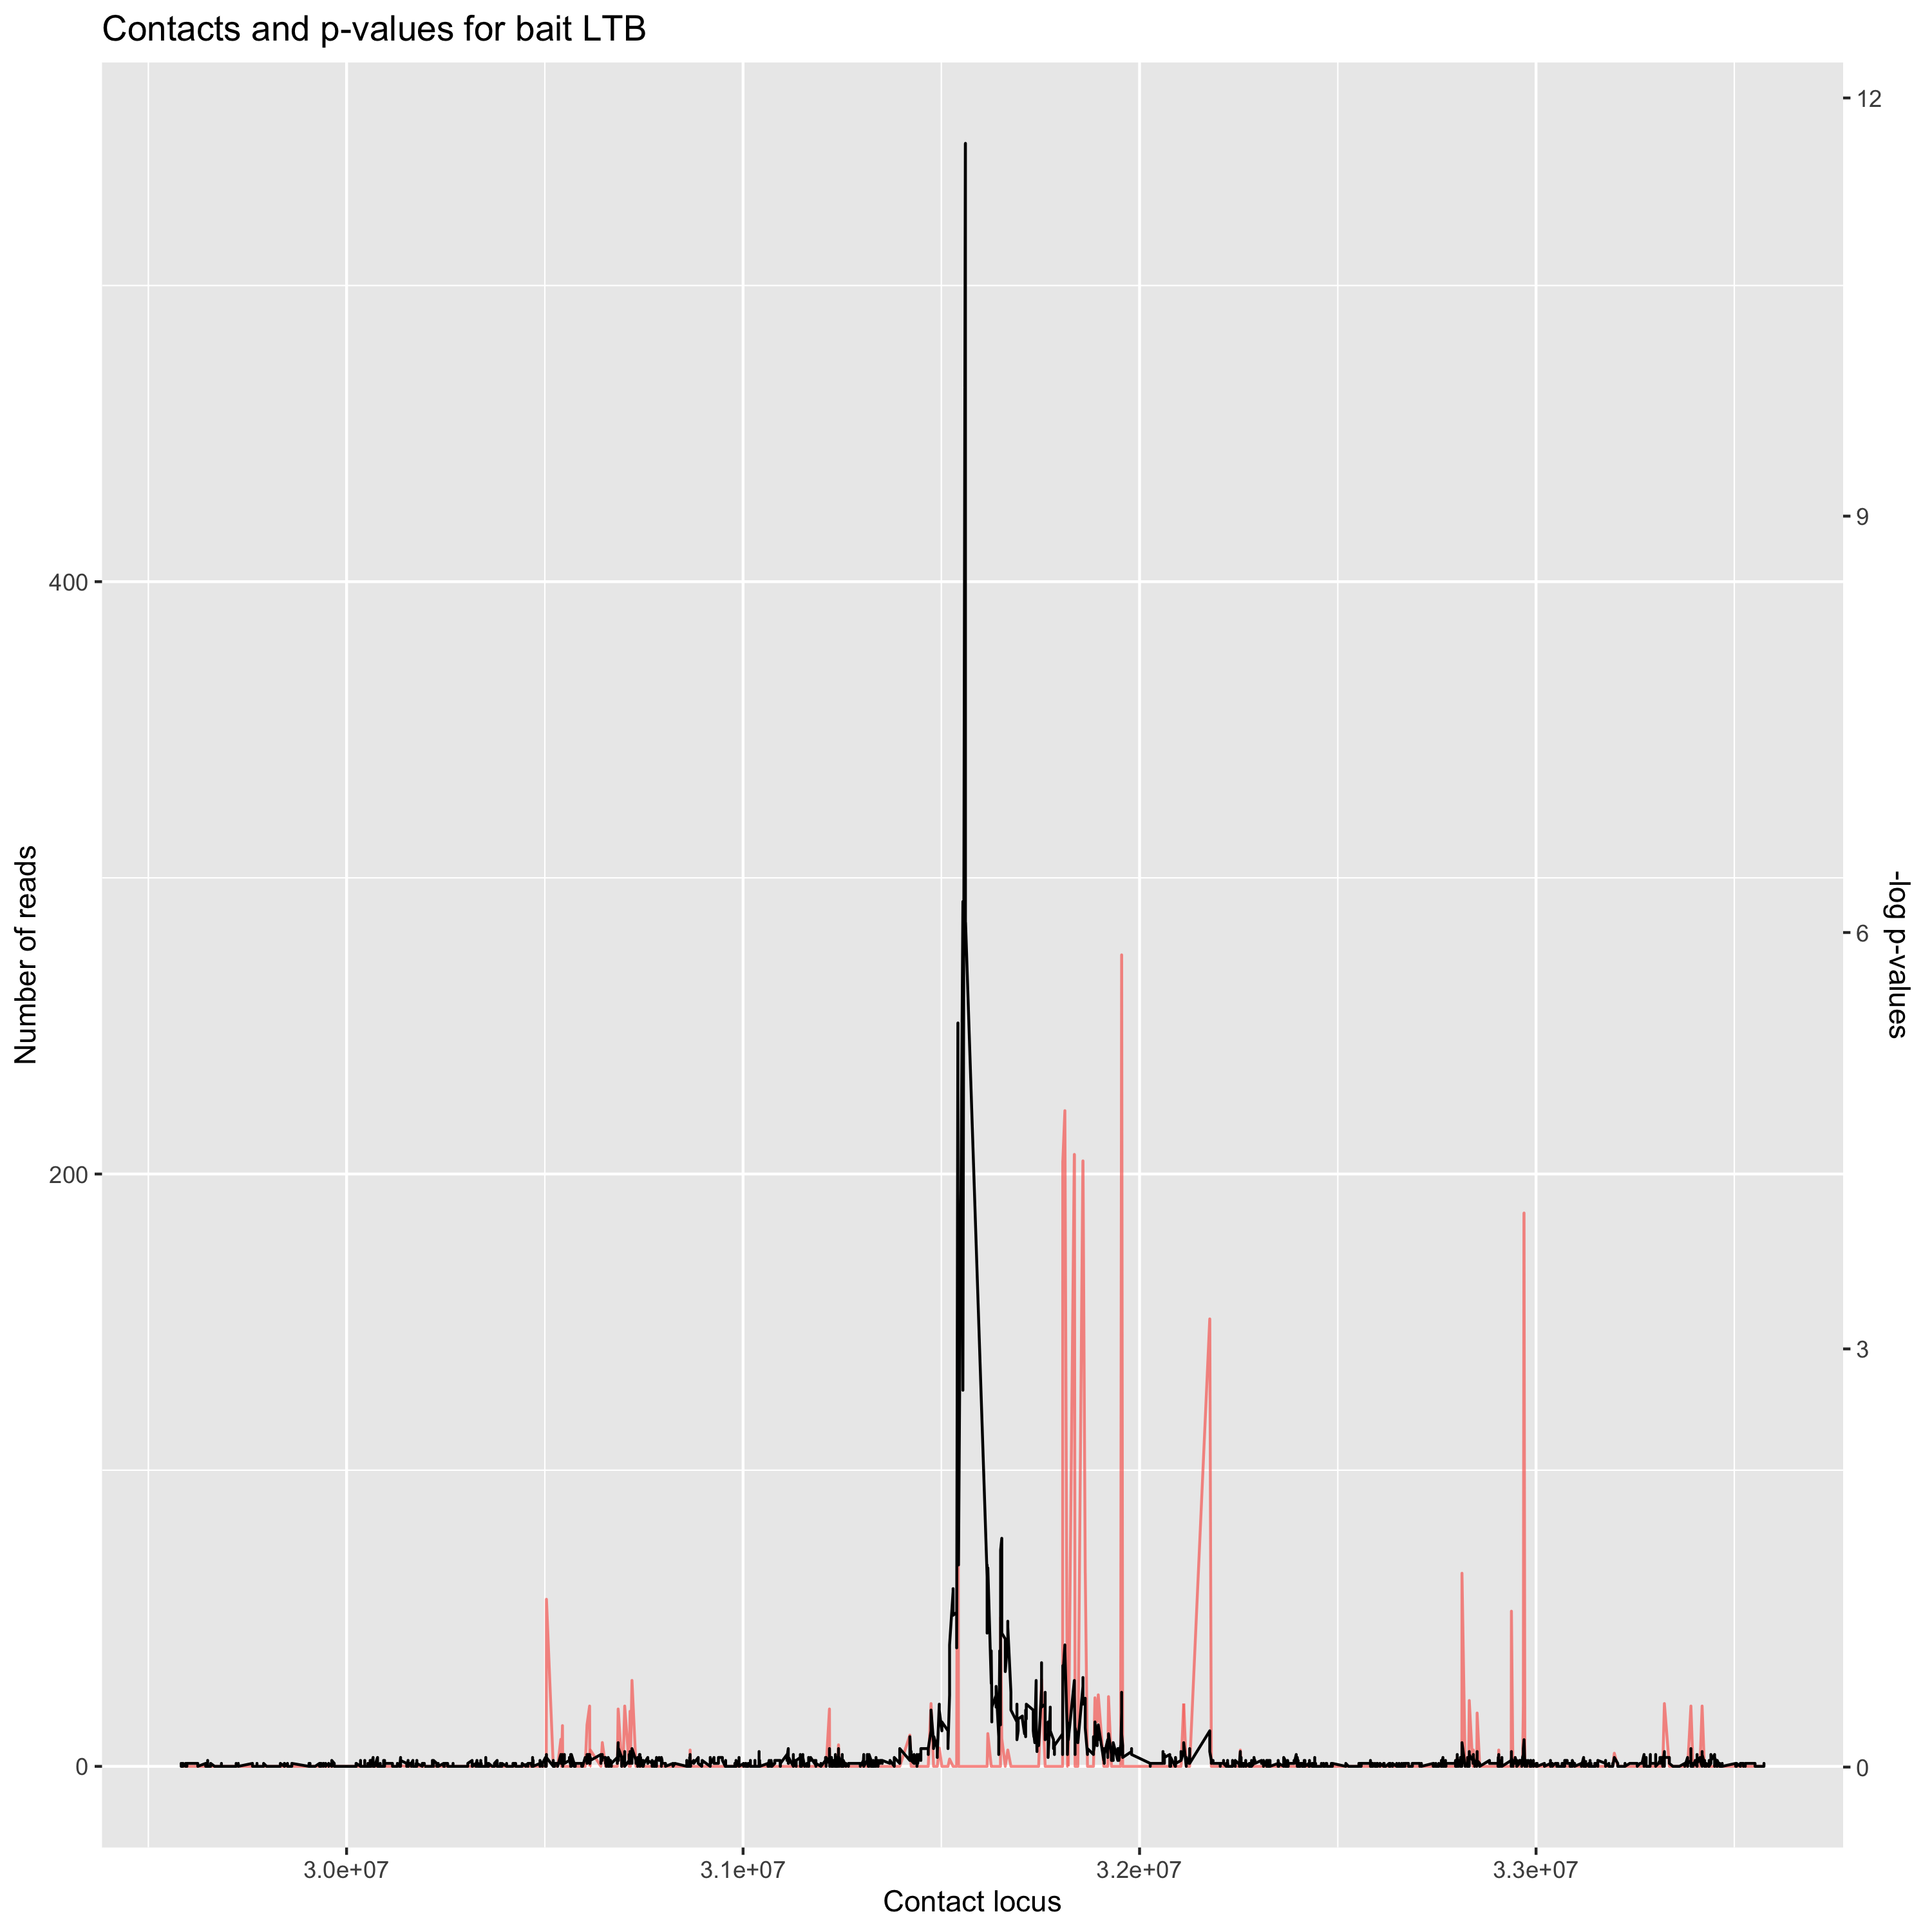 Contacts and p-values for bait LTB
12
9
400
Number of reads
-log p-values
6
200
3
0
0
3.0e+07
3.1e+07
3.2e+07
3.3e+07
Contact locus